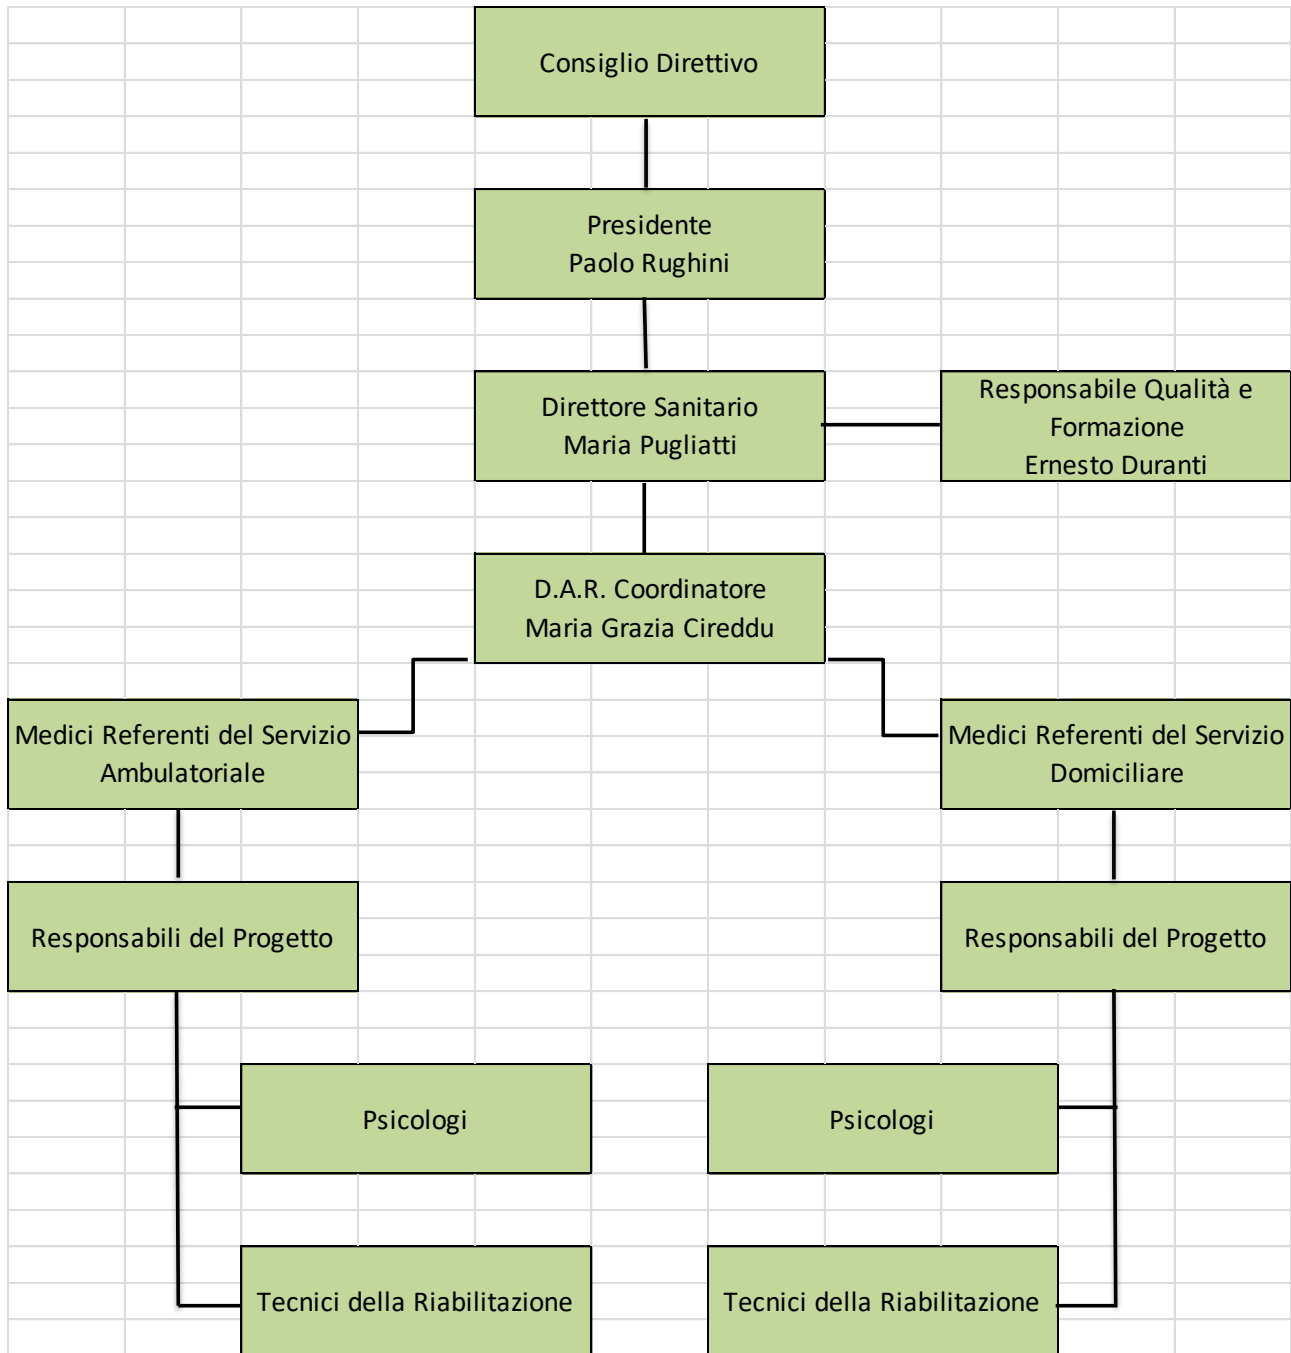 Consiglio Direttivo
Presidente
Paolo Rughini
Direttore Sanitario
Maria Pugliatti
Responsabile Qualità e
Formazione
Ernesto Duranti
D.A.R. Coordinatore
Maria Grazia Cireddu
Medici Referenti del Servizio
Ambulatoriale
Medici Referenti del Servizio
Domiciliare
Responsabili del Progetto
Responsabili del Progetto
Psicologi
Psicologi
Tecnici della Riabilitazione
Tecnici della Riabilitazione